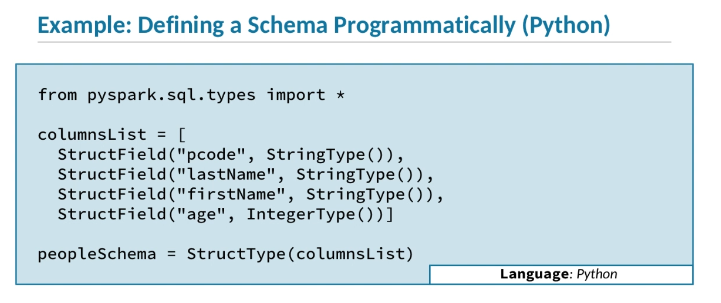 Example: Defining a Schema Programmatically (Python)
from pyspark.sql.types import *
columnsList = [
  StructField("pcode", StringType()),
  StructField("lastName", StringType()),
  StructField("firstName", StringType()),
  StructField("age", IntegerType())]
peopleSchema = StructType(columnsList)
Language: Python